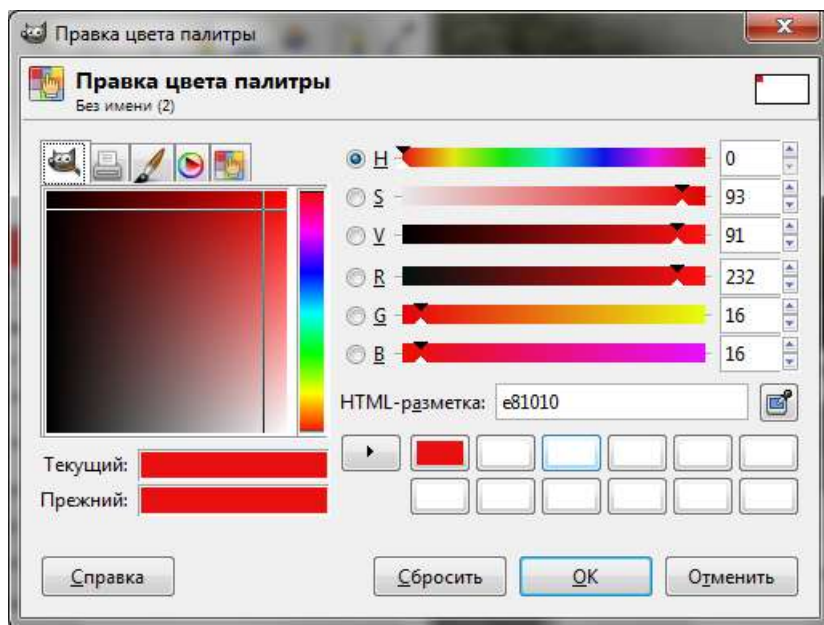 Правка цвета палитры
Правка цвета палитры
Без имени (2)
H 0
S 93
V 91
R 232
G 16
B 16
HTML-разметка: e81010
Текущий:
Прежний:
Справка Сбросить OK Отменить